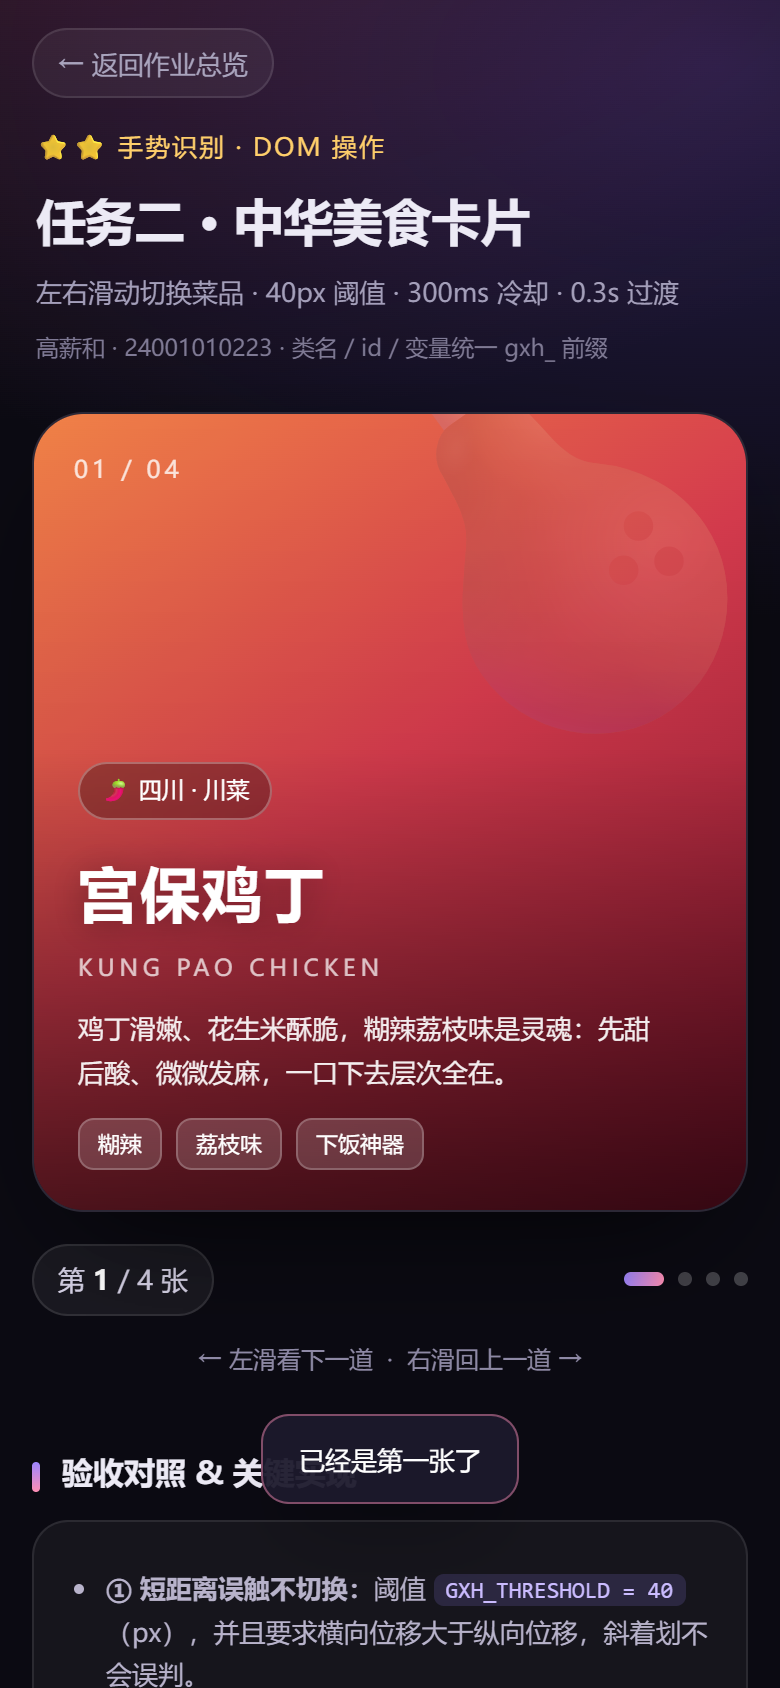 ← 返回作业总览
手势识别 · DOM 操作
任务二 · 中华美食卡片
左右滑动切换菜品 · 40px 阈值 · 300ms 冷却 · 0.3s 过渡
高薪和 · 24001010223 · 类名 / id / 变量统一 gxh_ 前缀
01 / 04
四川 · 川菜
宫保鸡丁
KUNG PAO CHICKEN
鸡丁滑嫩、花生米酥脆，糊辣荔枝味是灵魂：先甜
后酸、微微发麻，一口下去层次全在。
糊辣 荔枝味 下饭神器
第 1 / 4 张
← 左滑看下一道 · 右滑回上一道 →
已经是第一张了
验收对照 & 关键实现
• ① 短距离误触不切换：阈值 GXH_THRESHOLD = 40
（px），并且要求横向位移大于纵向位移，斜着划不
会误判。